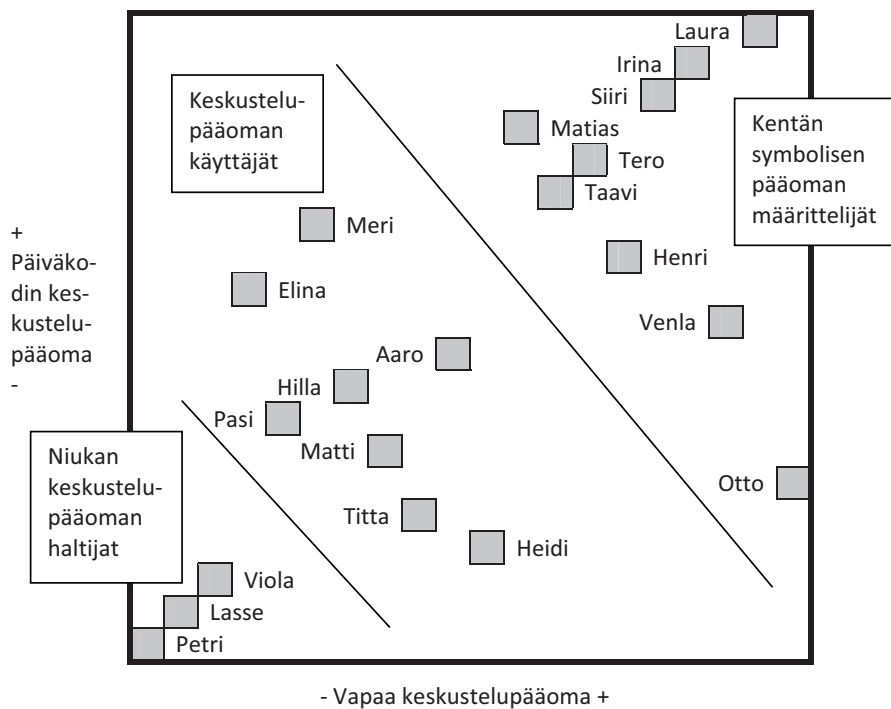 Laura
Irina
Siiri
Keskustelu-
pääoman
käyttäjät
Matias
Tero
Taavi
Kentän
symbolisen
pääoman
määrittelijät
Meri
Henri
Elina
Venla
+
Päiväko-
din kes-
kustelu-
pääoma
-
Aaro
Hilla
Pasi
Matti
Niukan
keskustelu-
pääoman
haltijat
Otto
Titta
Heidi
Viola
Lasse
Petri
- Vapaa keskustelupääoma +